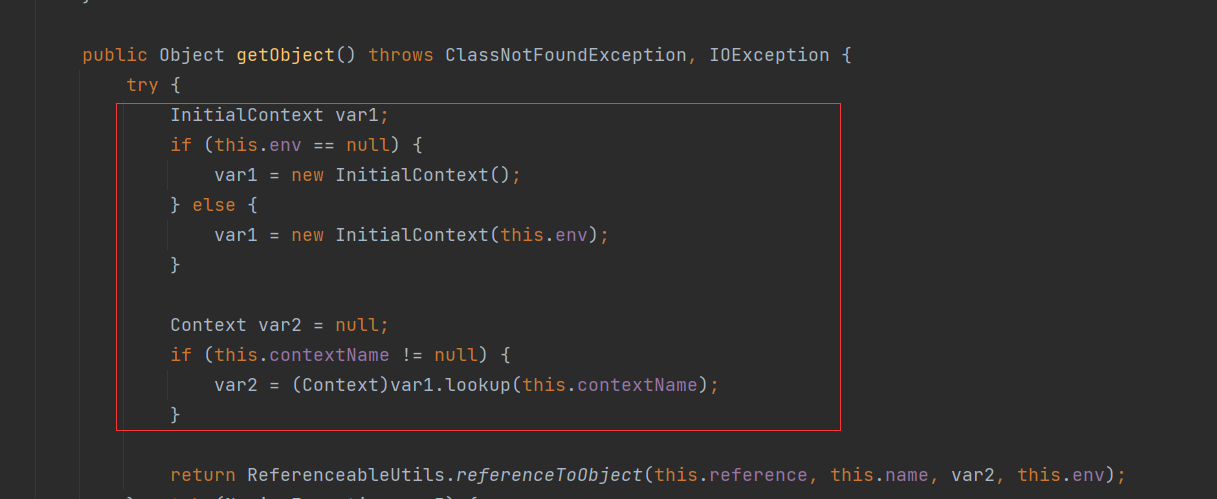 }
public Object getObject() throws ClassNotFoundException, IOException {
try {
InitialContext var1;
if (this.env == null) {
var1 = new InitialContext();
} else {
var1 = new InitialContext(this.env);
}
Context var2 = null;
if (this.contextName != null) {
var2 = (Context)var1.lookup(this.contextName);
}
return ReferenceableUtils.referenceToObject(this.reference, this.name, var2, this.env);